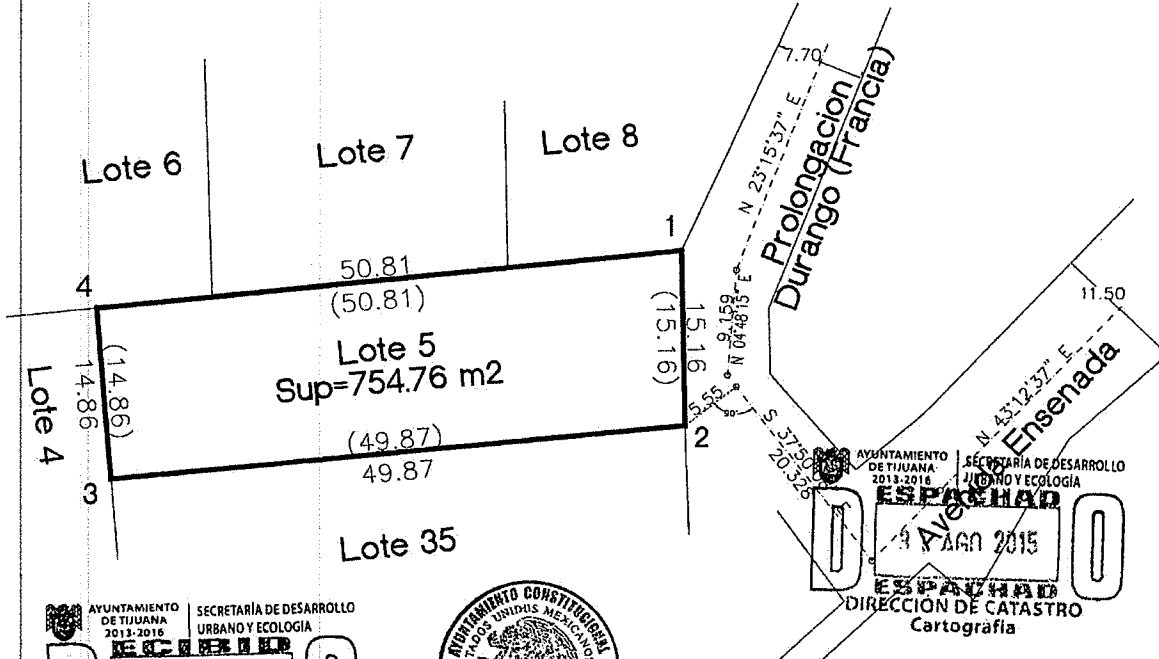 7.70
Prolongacion
Durango (Francia)
N 23°15'37" E
Lote 6
Lote 7
Lote 8
1
50.81
(50.81)
4
11.50
9.159
N 04°48'15" E
15.16
(15.16)
Lote 5
Sup=754.76 m2
(14.86)
14.86
Lote 4
N 43°12'37" E
Avenida Ensenada
5.55
90°
S 37°50'
20.328
2
(49.87)
49.87
3
Lote 35
AYUNTAMIENTO
DE TIJUANA
2013-2016
SECRETARÍA DE DESARROLLO
URBANO Y ECOLOGÍA
ESPACHAD
D
AGO 2015
O
ESPACHAD
DIRECCIÓN DE CATASTRO
Cartografía
AYUNTAMIENTO
DE TIJUANA
2013-2016
SECRETARÍA DE DESARROLLO
URBANO Y ECOLOGÍA
ECIBID
AYUNTAMIENTO CONSTITUCIONAL
ESTADOS UNIDOS MEXICANOS